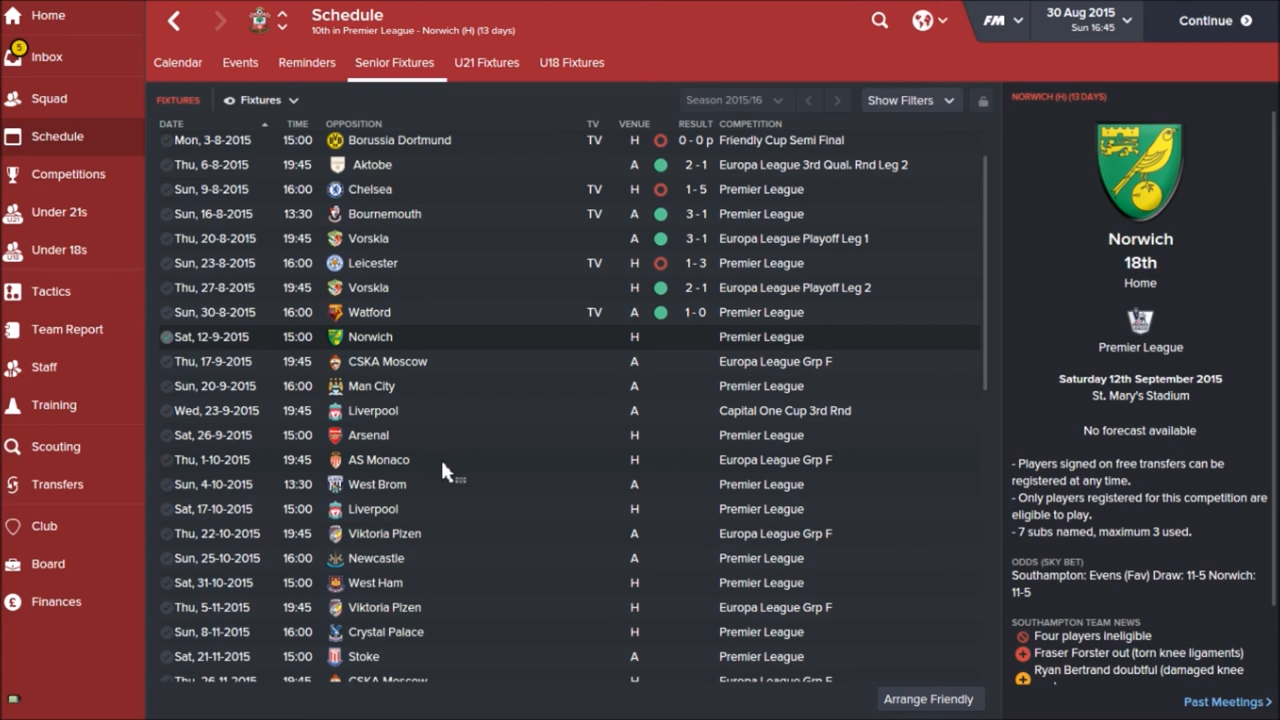 Home
5
Inbox
Squad
Schedule
Competitions
Under 21s
Under 18s
Tactics
Team Report
Staff
Training
Scouting
Transfers
Club
Board
Finances
Schedule
10th in Premier League - Norwich (H) (13 days)
FM
30 Aug 2015
Sun 16:45
Continue
Calendar Events Reminders Senior Fixtures U21 Fixtures U18 Fixtures
FIXTURES Fixtures Season 2015/16 Show Filters
DATE TIME OPPOSITION TV VENUE RESULT COMPETITION
Mon, 3-8-2015 15:00 Borussia Dortmund TV H 0 - 0 p Friendly Cup Semi Final
Thu, 6-8-2015 19:45 Aktobe A 2 - 1 Europa League 3rd Qual. Rnd Leg 2
Sun, 9-8-2015 16:00 Chelsea TV H 1 - 5 Premier League
Sun, 16-8-2015 13:30 Bournemouth TV A 3 - 1 Premier League
Thu, 20-8-2015 19:45 Vorskla A 3 - 1 Europa League Playoff Leg 1
Sun, 23-8-2015 16:00 Leicester TV H 1 - 3 Premier League
Thu, 27-8-2015 19:45 Vorskla H 2 - 1 Europa League Playoff Leg 2
Sun, 30-8-2015 16:00 Watford TV A 1 - 0 Premier League
Sat, 12-9-2015 15:00 Norwich H Premier League
Thu, 17-9-2015 19:45 CSKA Moscow A Europa League Grp F
Sun, 20-9-2015 16:00 Man City A Premier League
Wed, 23-9-2015 19:45 Liverpool A Capital One Cup 3rd Rnd
Sat, 26-9-2015 15:00 Arsenal H Premier League
Thu, 1-10-2015 19:45 AS Monaco H Europa League Grp F
Sun, 4-10-2015 13:30 West Brom A Premier League
Sat, 17-10-2015 15:00 Liverpool H Premier League
Thu, 22-10-2015 19:45 Viktoria Plzen A Europa League Grp F
Sun, 25-10-2015 16:00 Newcastle A Premier League
Sat, 31-10-2015 15:00 West Ham H Premier League
Thu, 5-11-2015 19:45 Viktoria Plzen H Europa League Grp F
Sun, 8-11-2015 16:00 Crystal Palace H Premier League
Sat, 21-11-2015 15:00 Stoke A Premier League
Thu, 26-11-2015 19:45 CSKA Moscow H Europa League Grp F
Arrange Friendly
NORWICH (H) (13 DAYS)
Norwich
18th
Home
Premier League
Saturday 12th September 2015
St. Mary's Stadium
No forecast available
- Players signed on free transfers can be
registered at any time.
- Only players registered for this competition are
eligible to play.
- 7 subs named, maximum 3 used.
ODDS (SKY BET)
Southampton: Evens (Fav) Draw: 11-5 Norwich:
11-5
SOUTHAMPTON TEAM NEWS
Four players ineligible
Fraser Forster out (torn knee ligaments)
Ryan Bertrand doubtful (damaged knee
Past Meetings >